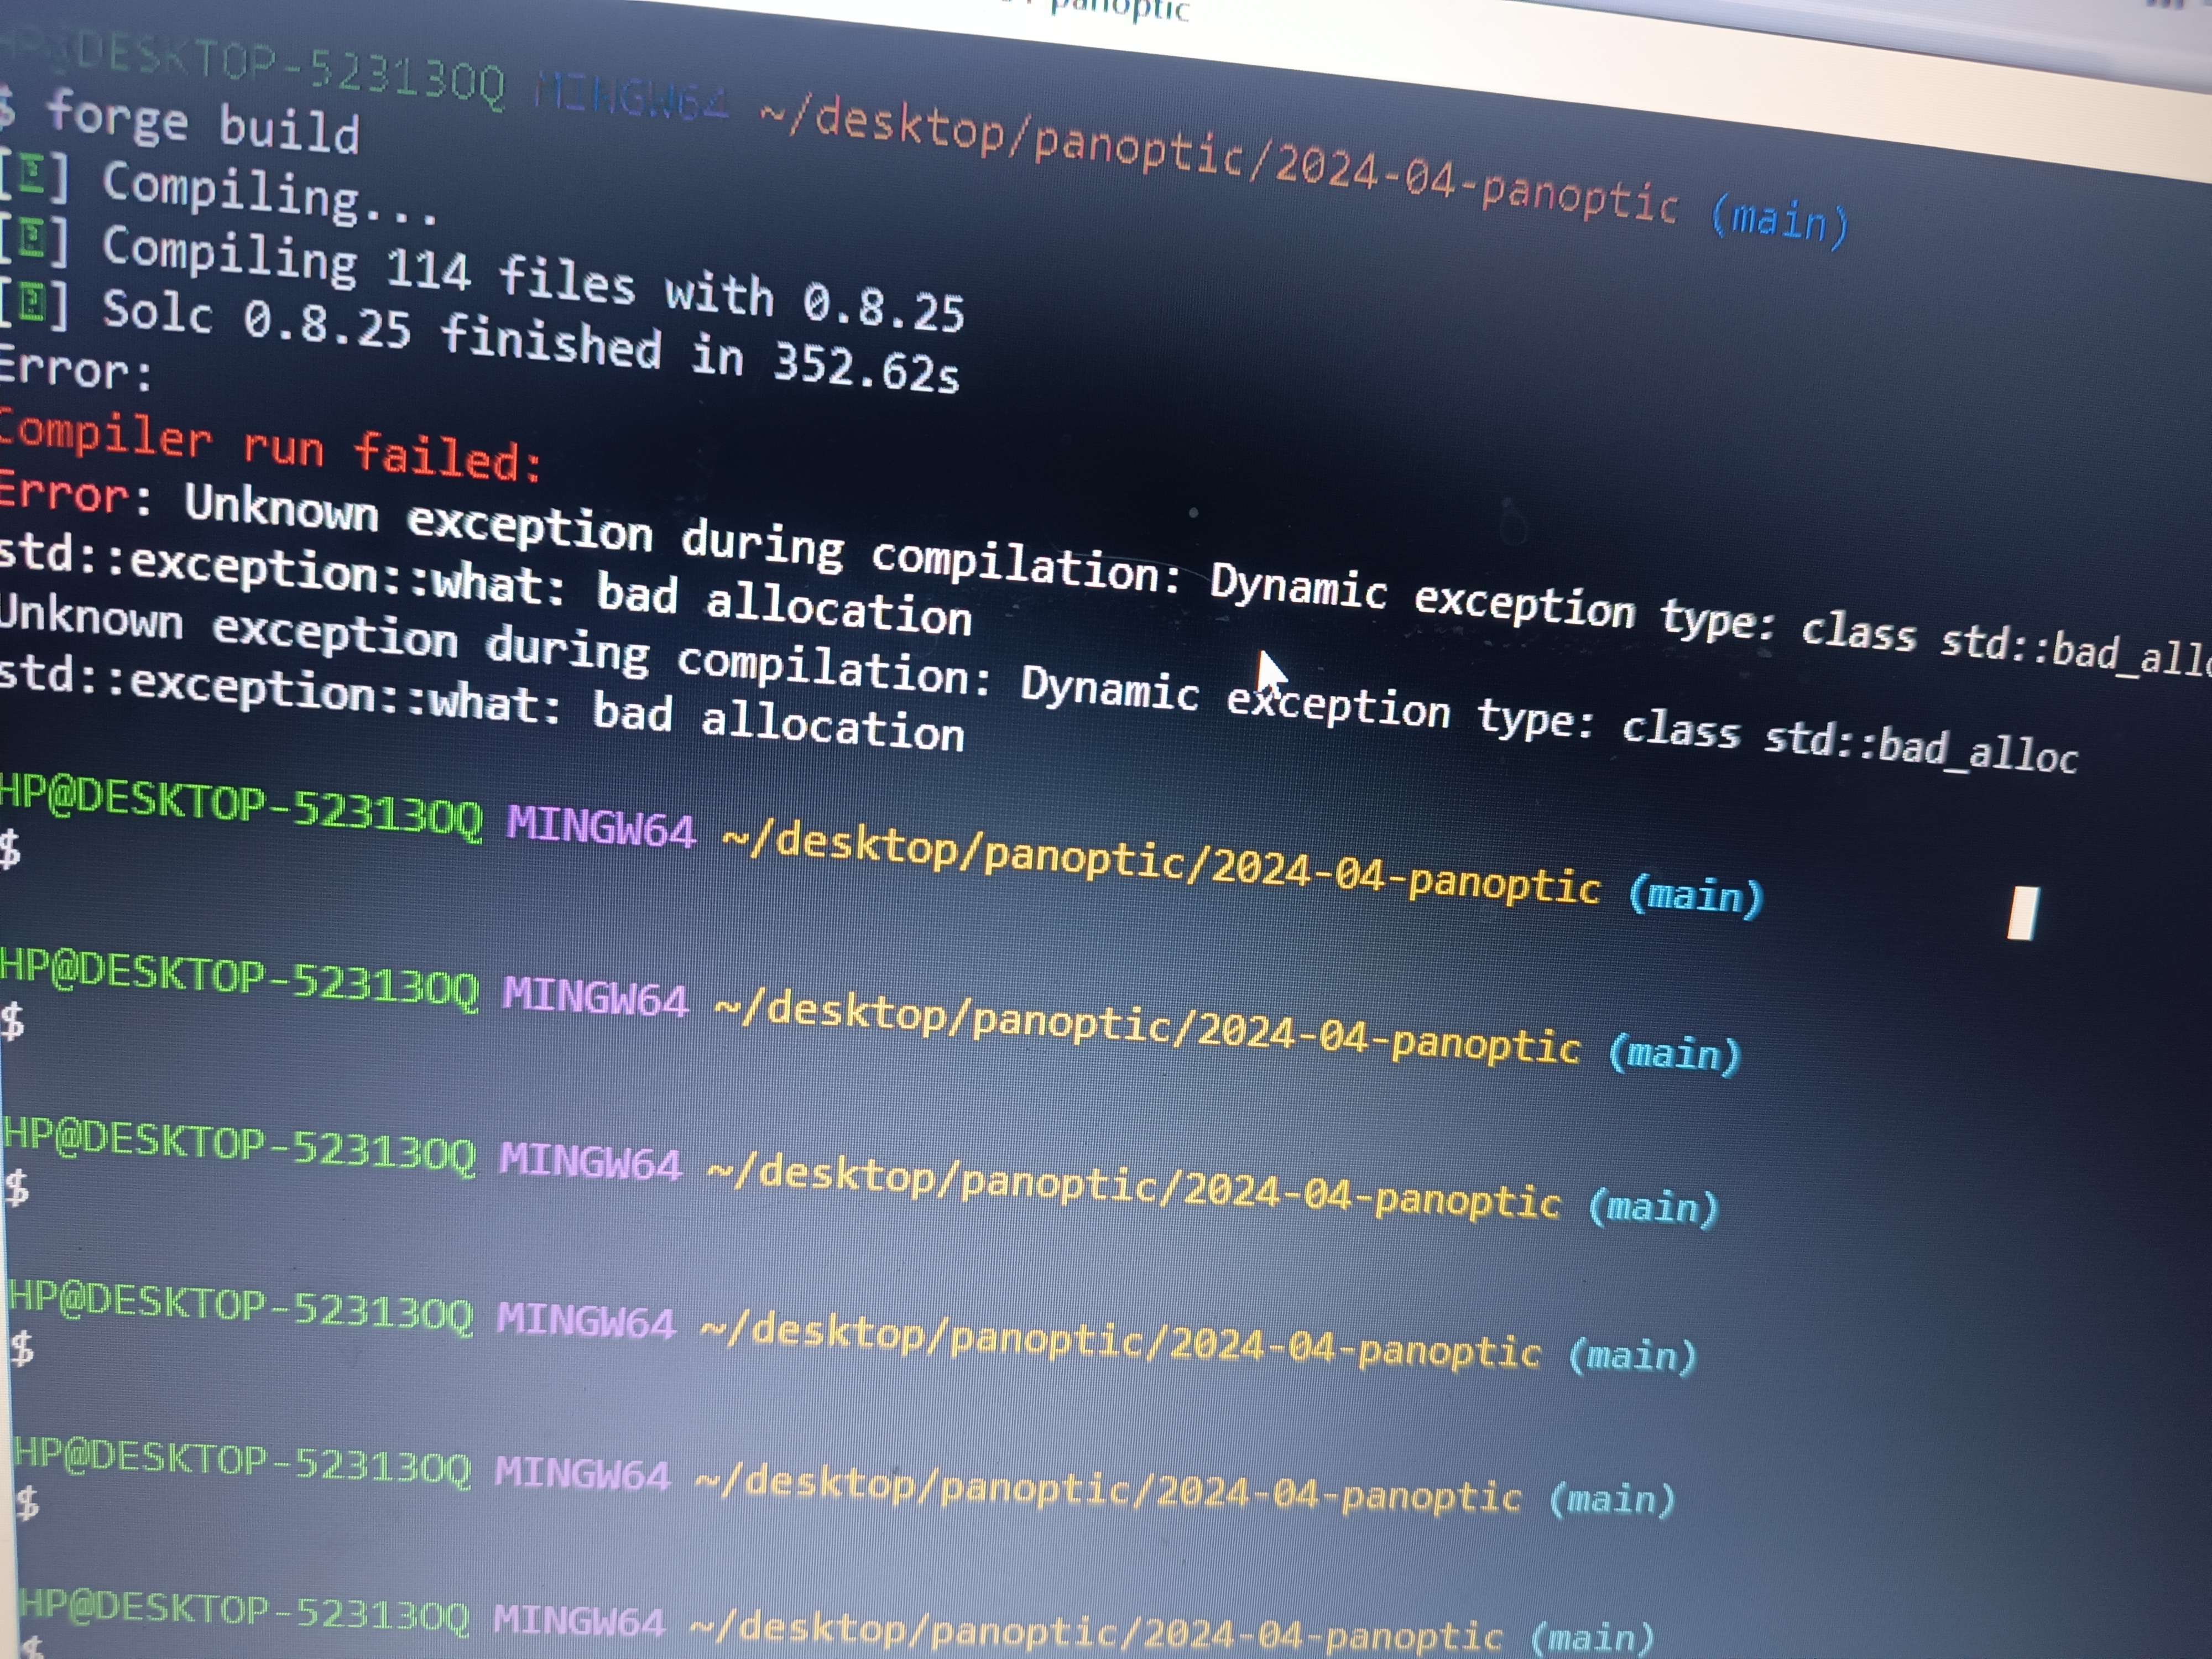 panoptic
HP@DESKTOP-523130Q MINGW64 ~/desktop/panoptic/2024-04-panoptic (main)
$ forge build
[⠢] Compiling...
[⠢] Compiling 114 files with 0.8.25
[⠢] Solc 0.8.25 finished in 352.62s
Error:
Compiler run failed:
Error: Unknown exception during compilation: Dynamic exception type: class std::bad_allo
std::exception::what: bad allocation
Unknown exception during compilation: Dynamic exception type: class std::bad_alloc
std::exception::what: bad allocation
HP@DESKTOP-523130Q MINGW64 ~/desktop/panoptic/2024-04-panoptic (main)
$
HP@DESKTOP-523130Q MINGW64 ~/desktop/panoptic/2024-04-panoptic (main)
$
HP@DESKTOP-523130Q MINGW64 ~/desktop/panoptic/2024-04-panoptic (main)
$
HP@DESKTOP-523130Q MINGW64 ~/desktop/panoptic/2024-04-panoptic (main)
$
HP@DESKTOP-523130Q MINGW64 ~/desktop/panoptic/2024-04-panoptic (main)
$
HP@DESKTOP-523130Q MINGW64 ~/desktop/panoptic/2024-04-panoptic (main)
$